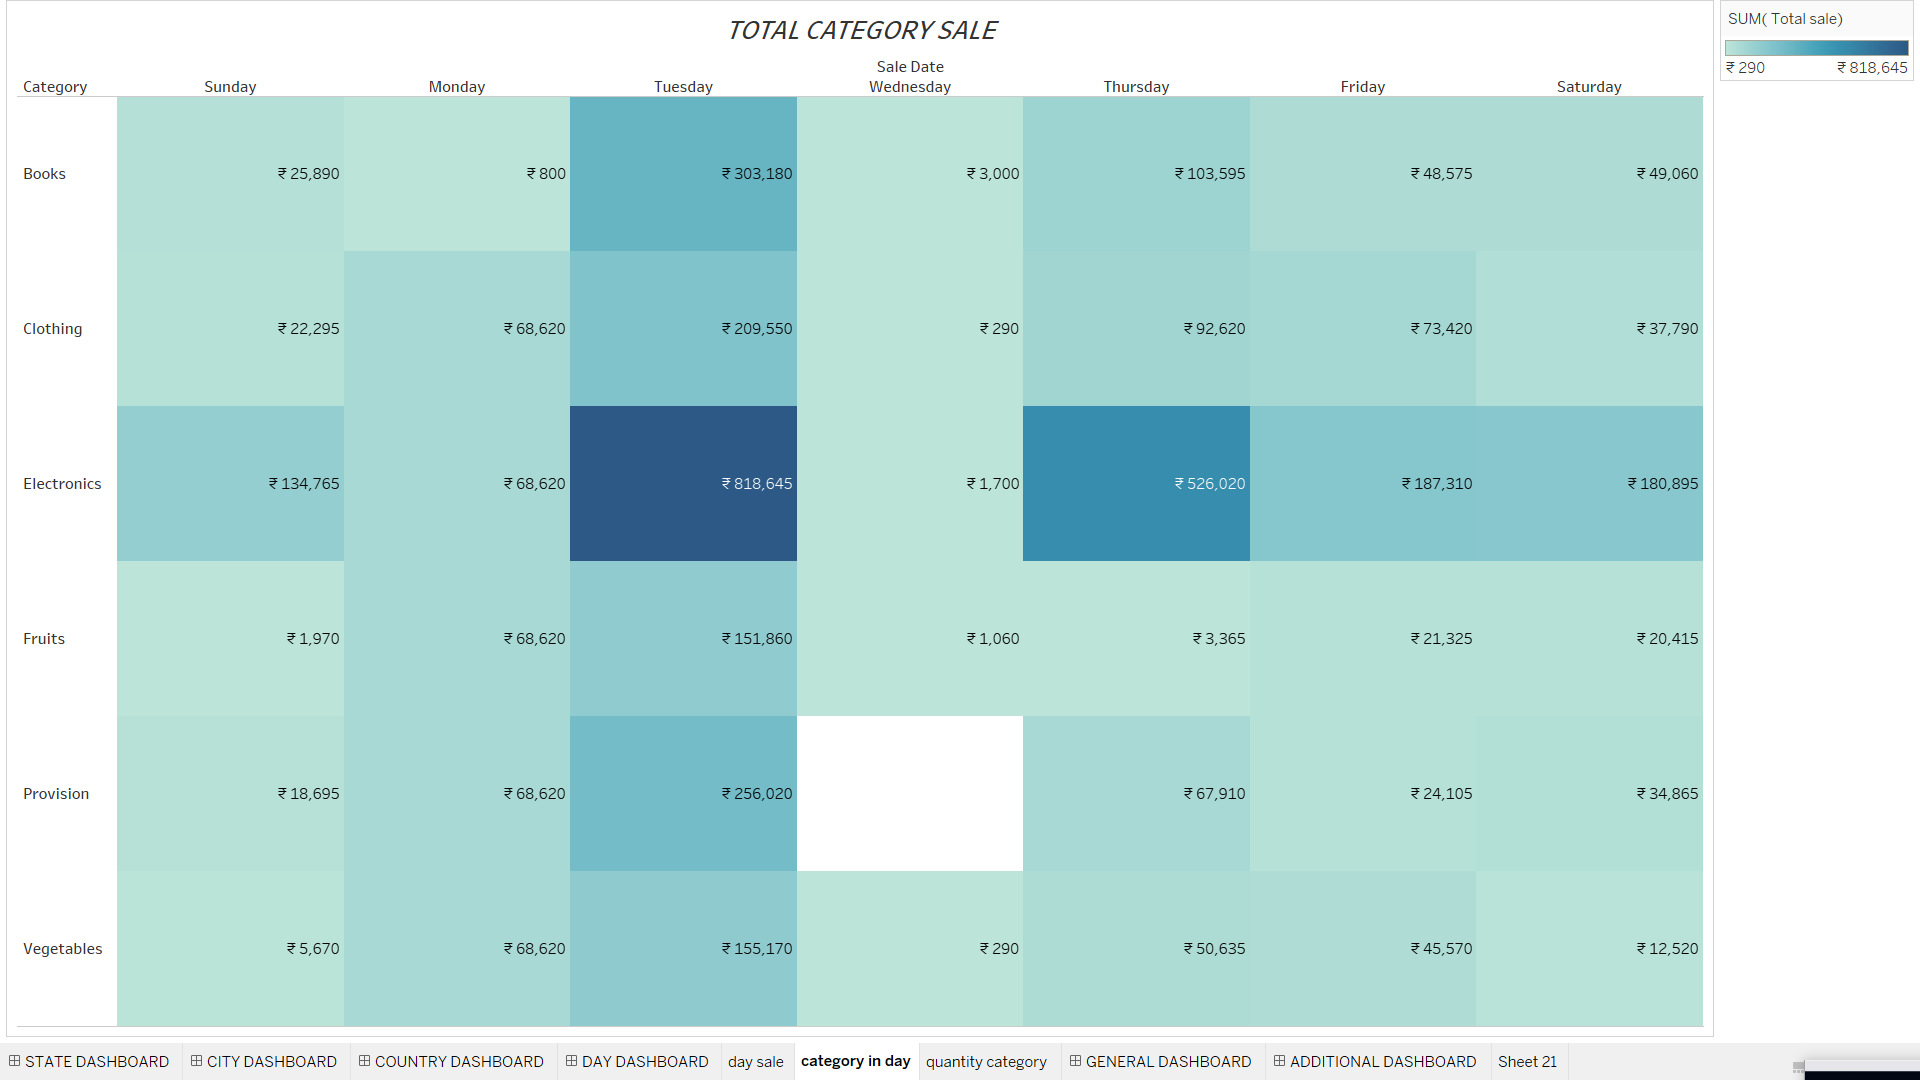 TOTAL CATEGORY SALE
SUM( Total sale)
₹ 290 ₹ 818,645
Sale Date
Category Sunday Monday Tuesday Wednesday Thursday Friday Saturday
Books ₹ 25,890 ₹ 800 ₹ 303,180 ₹ 3,000 ₹ 103,595 ₹ 48,575 ₹ 49,060
Clothing ₹ 22,295 ₹ 68,620 ₹ 209,550 ₹ 290 ₹ 92,620 ₹ 73,420 ₹ 37,790
Electronics ₹ 134,765 ₹ 68,620 ₹ 818,645 ₹ 1,700 ₹ 526,020 ₹ 187,310 ₹ 180,895
Fruits ₹ 1,970 ₹ 68,620 ₹ 151,860 ₹ 1,060 ₹ 3,365 ₹ 21,325 ₹ 20,415
Provision ₹ 18,695 ₹ 68,620 ₹ 256,020 ₹ 67,910 ₹ 24,105 ₹ 34,865
Vegetables ₹ 5,670 ₹ 68,620 ₹ 155,170 ₹ 290 ₹ 50,635 ₹ 45,570 ₹ 12,520
STATE DASHBOARD CITY DASHBOARD COUNTRY DASHBOARD DAY DASHBOARD day sale category in day quantity category GENERAL DASHBOARD ADDITIONAL DASHBOARD Sheet 21